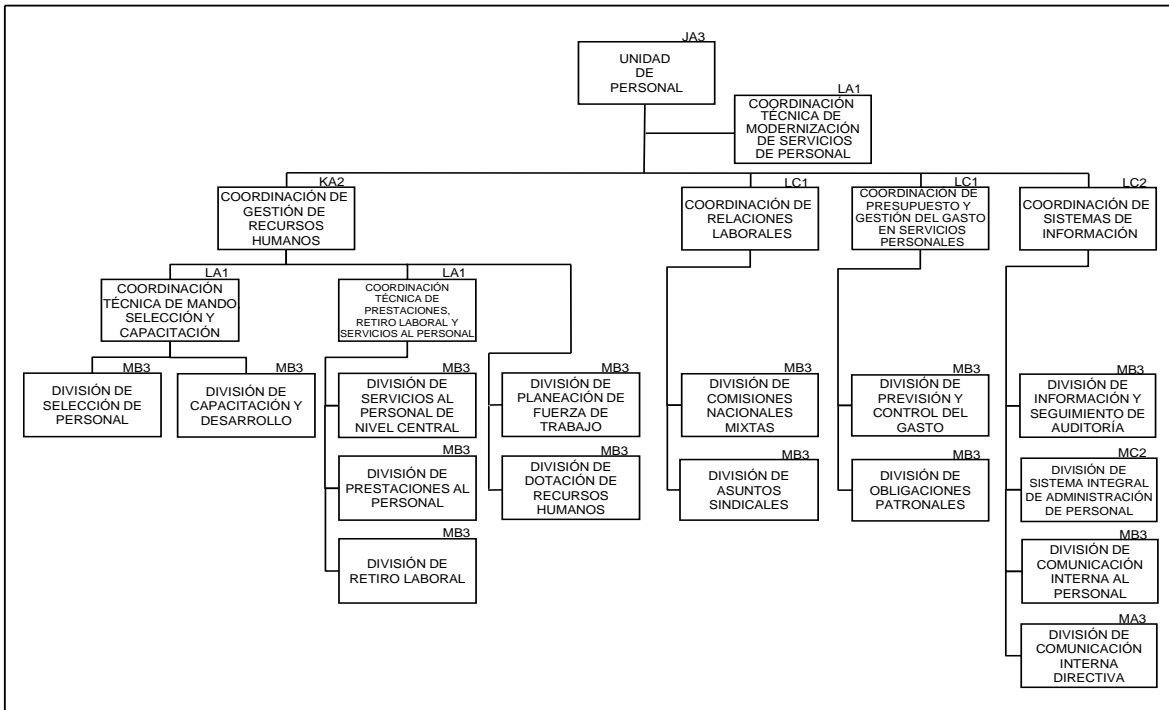 JA3
UNIDAD
DE
PERSONAL
LA1
COORDINACIÓN
TÉCNICA DE
MODERNIZACIÓN
DE SERVICIOS
DE PERSONAL
KA2
COORDINACIÓN DE
GESTIÓN DE
RECURSOS
HUMANOS
LC1
COORDINACIÓN DE
RELACIONES
LABORALES
LC1
COORDINACIÓN DE
PRESUPUESTO Y
GESTIÓN DEL GASTO
EN SERVICIOS
PERSONALES
LC2
COORDINACIÓN DE
SISTEMAS DE
INFORMACIÓN
LA1
COORDINACIÓN
TÉCNICA DE MANDO,
SELECCIÓN Y
CAPACITACIÓN
LA1
COORDINACIÓN
TÉCNICA DE
PRESTACIONES,
RETIRO LABORAL Y
SERVICIOS AL PERSONAL
MB3
DIVISIÓN DE
SELECCIÓN DE
PERSONAL
MB3
DIVISIÓN DE
CAPACITACIÓN Y
DESARROLLO
MB3
DIVISIÓN DE
SERVICIOS AL
PERSONAL DE
NIVEL CENTRAL
MB3
DIVISIÓN DE
PLANEACIÓN DE
FUERZA DE
TRABAJO
MB3
DIVISIÓN DE
COMISIONES
NACIONALES
MIXTAS
MB3
DIVISIÓN DE
PREVISIÓN Y
CONTROL DEL
GASTO
MB3
DIVISIÓN DE
INFORMACIÓN Y
SEGUIMIENTO DE
AUDITORÍA
MB3
DIVISIÓN DE
PRESTACIONES AL
PERSONAL
MB3
DIVISIÓN DE
DOTACIÓN DE
RECURSOS
HUMANOS
MB3
DIVISIÓN DE
ASUNTOS
SINDICALES
MB3
DIVISIÓN DE
OBLIGACIONES
PATRONALES
MC2
DIVISIÓN DE
SISTEMA INTEGRAL
DE ADMINISTRACIÓN
DE PERSONAL
MB3
DIVISIÓN DE
RETIRO LABORAL
MB3
DIVISIÓN DE
COMUNICACIÓN
INTERNA AL
PERSONAL
MA3
DIVISIÓN DE
COMUNICACIÓN
INTERNA
DIRECTIVA